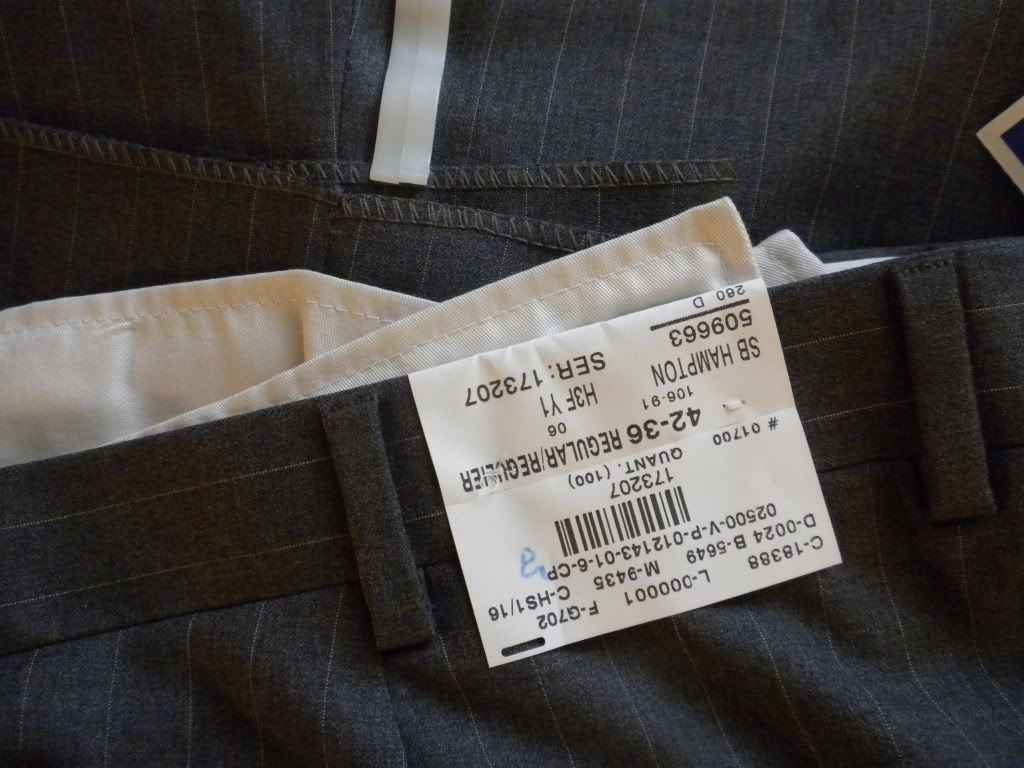 C-18388 L-000001 F-G702
D-0024 B-5649 M-9435 C-HS1/16
02500-V-P-012143-01-6-CP
173207
# 01700 QUANT. (100)
42-36 REGULAR/REGULIER
106-91 06
SB HAMPTON H3F Y1
509663 SER: 173207
260 D